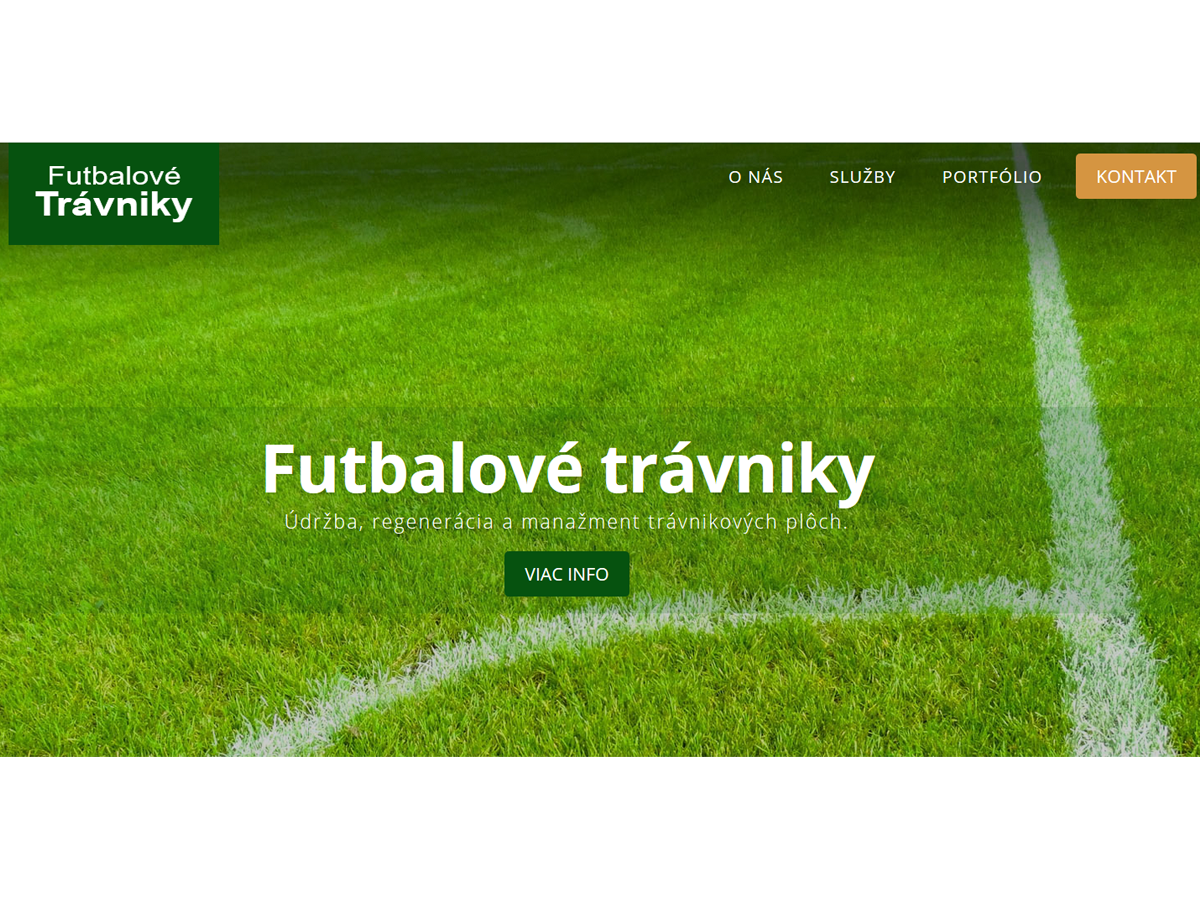 Futbalové
Trávniky
O NÁS
SLUŽBY
PORTFÓLIO
KONTAKT
Futbalové trávniky
Údržba, regenerácia a manažment trávnikových plôch.
VIAC INFO